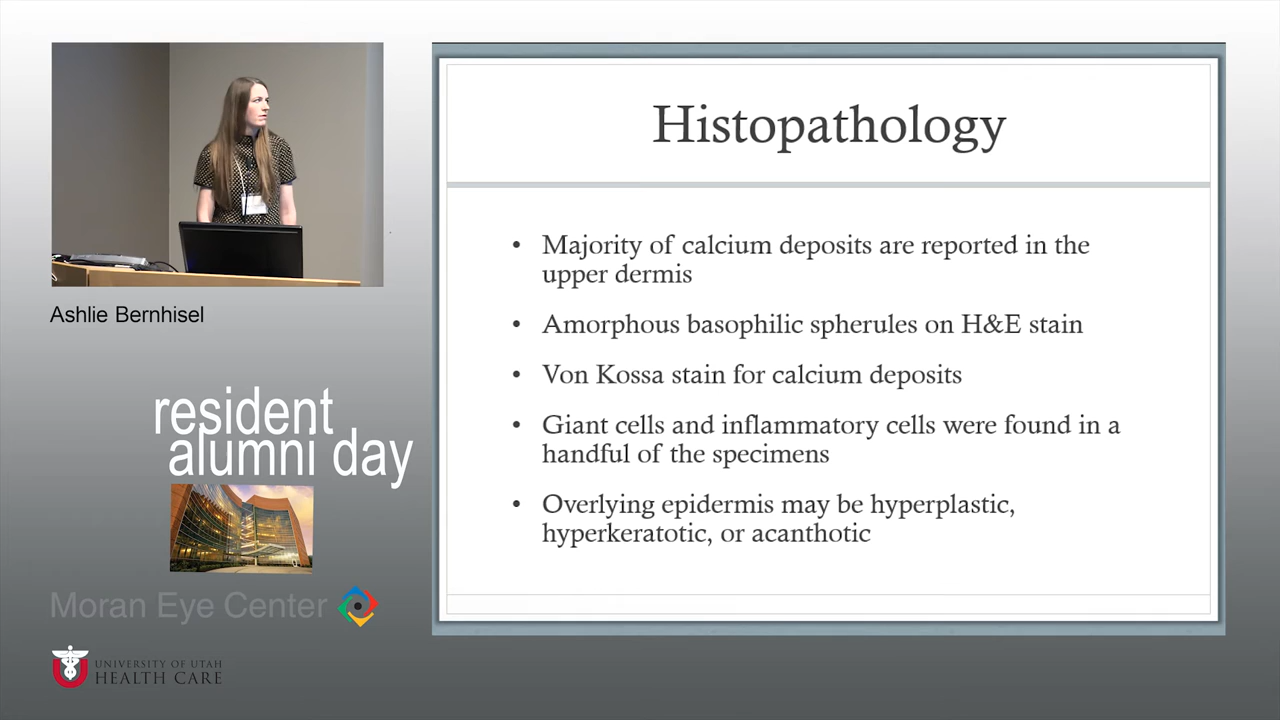 Histopathology
• Majority of calcium deposits are reported in the
upper dermis
• Amorphous basophilic spherules on H&E stain
• Von Kossa stain for calcium deposits
• Giant cells and inflammatory cells were found in a
handful of the specimens
• Overlying epidermis may be hyperplastic,
hyperkeratotic, or acanthotic
Ashlie Bernhisel
resident
alumni day
Moran Eye Center
UNIVERSITY OF UTAH
HEALTH CARE